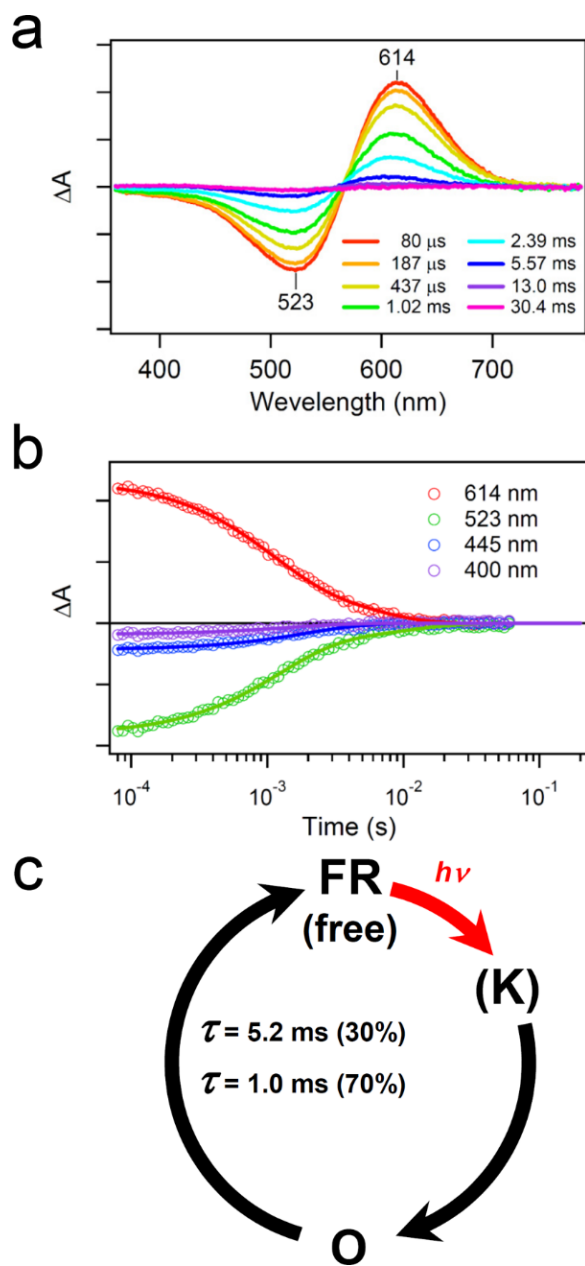 a
614
523
ΔA
80 μs
187 μs
437 μs
1.02 ms
2.39 ms
5.57 ms
13.0 ms
30.4 ms
400 500 600 700
Wevelength (nm)
b
ΔA
614 nm
523 nm
445 nm
400 nm
10⁻⁴ 10⁻³ 10⁻² 10⁻¹
Time (s)
c
FR
(free)
hν
(K)
τ = 5.2 ms (30%)
τ = 1.0 ms (70%)
O